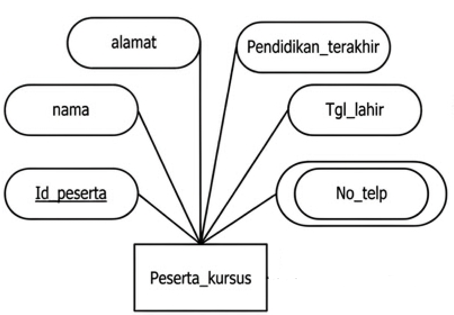 alamat
Pendidikan_terakhir
nama
Tgl_lahir
Id_peserta
No_telp
Peserta_kursus